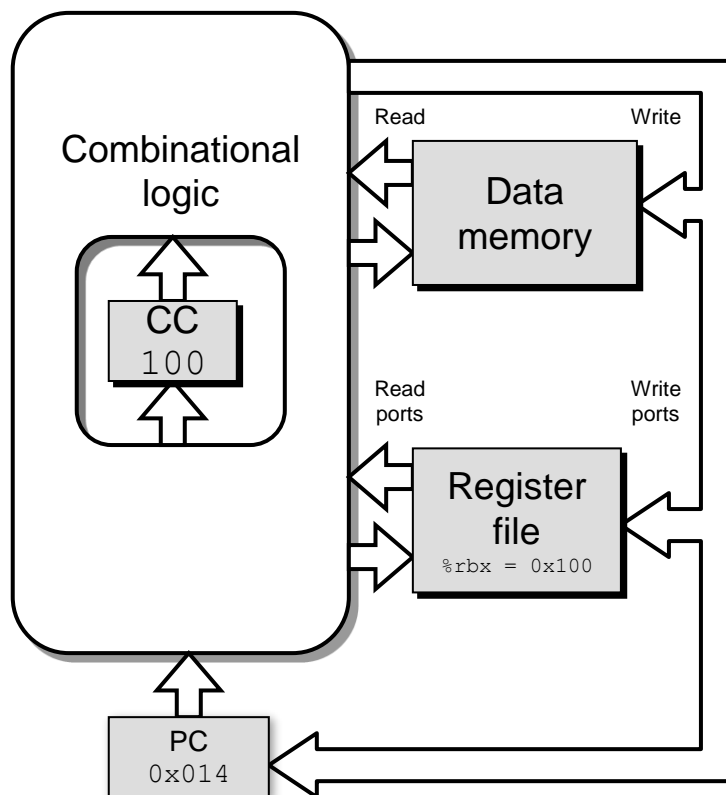 Combinational
logic
CC
100
Read
Write
Data
memory
Read
ports
Write
ports
Register
file
%rbx = 0x100
PC
0x014